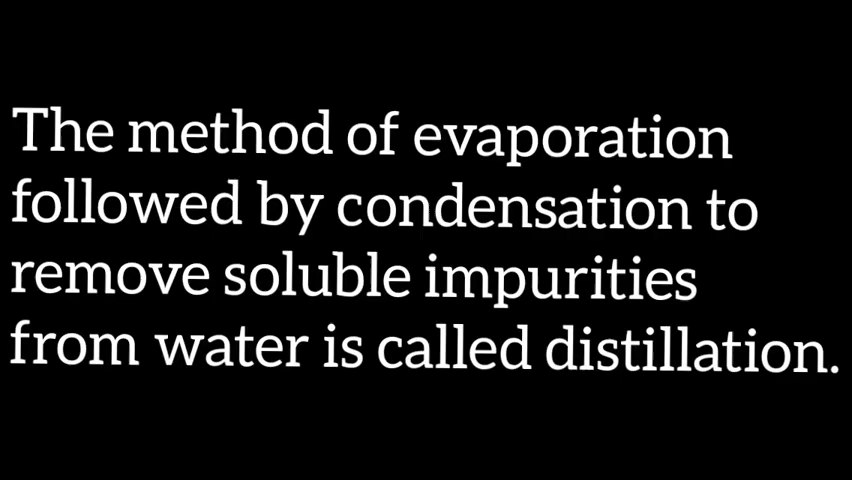 The method of evaporation
followed by condensation to
remove soluble impurities
from water is called distillation.